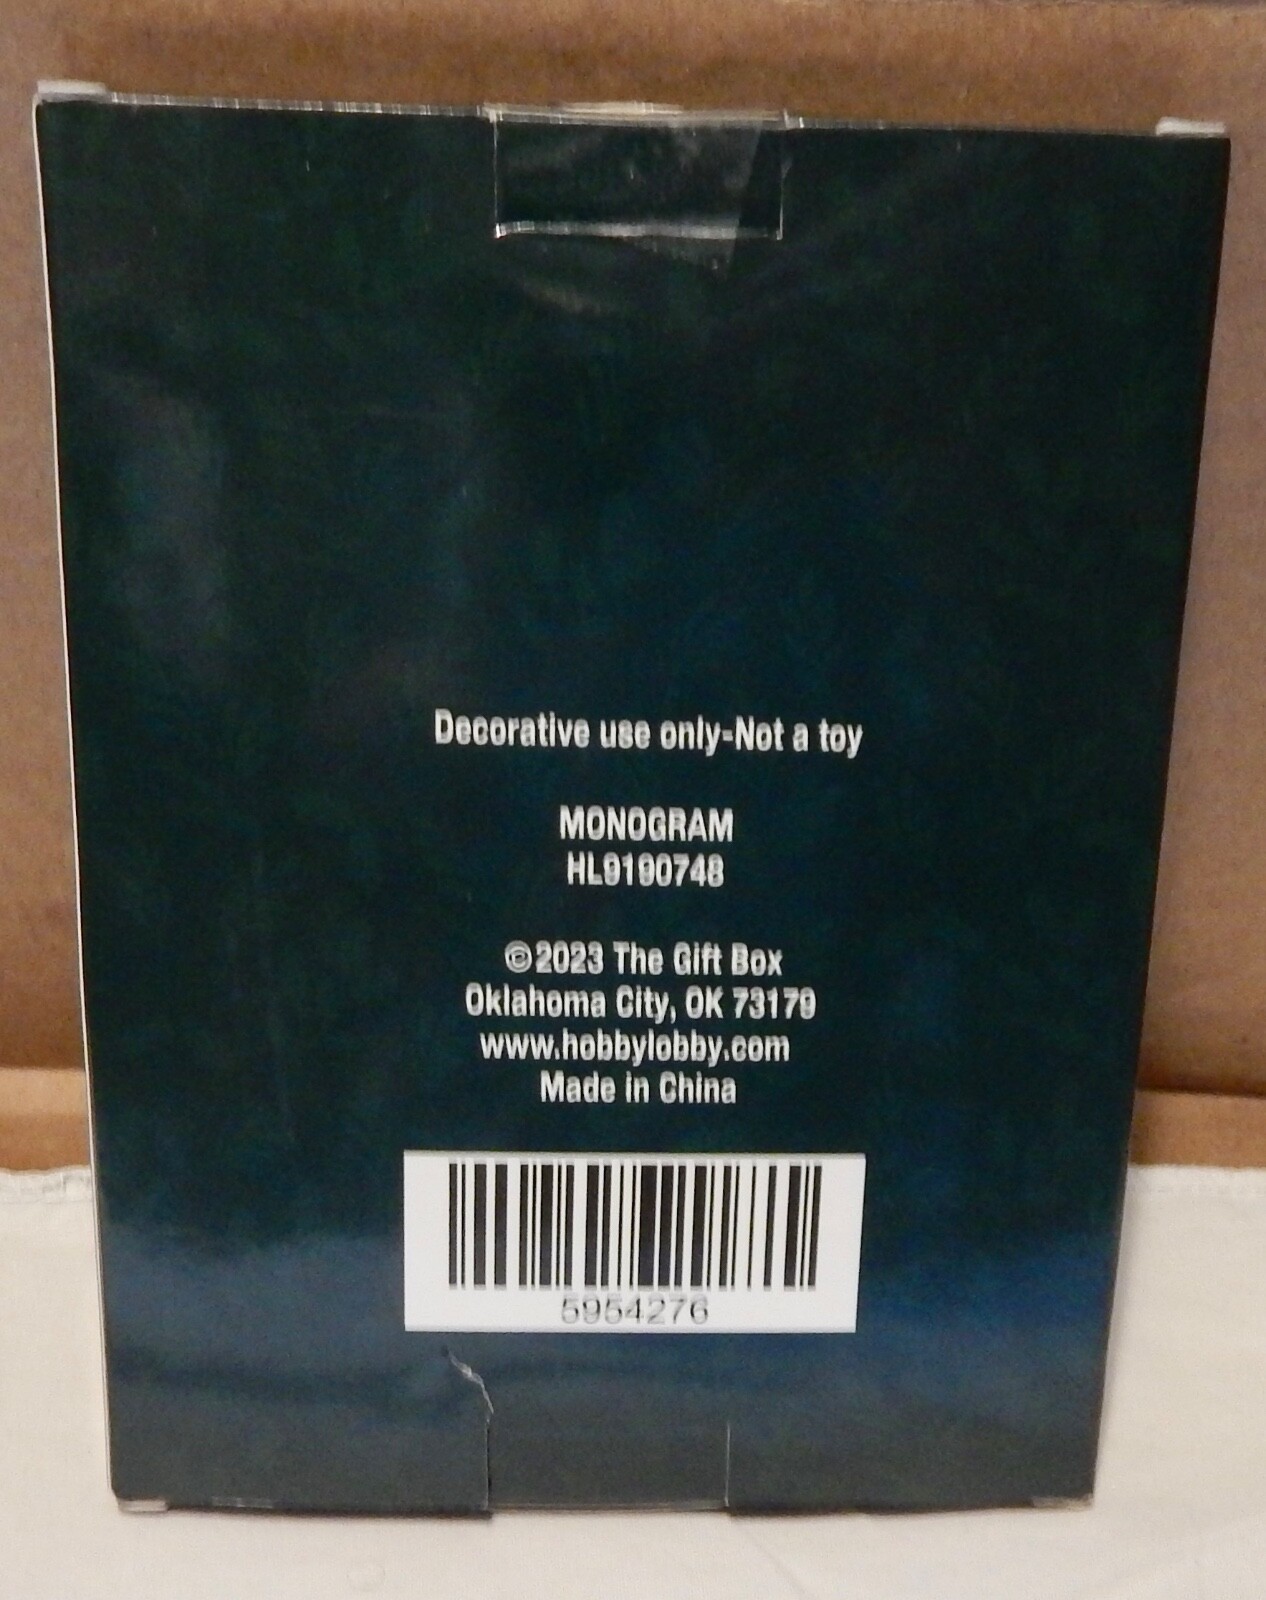 Decorative use only-Not a toy
MONOGRAM
HL9190748
©2023 The Gift Box
Oklahoma City, OK 73179
www.hobbylobby.com
Made in China
5954276